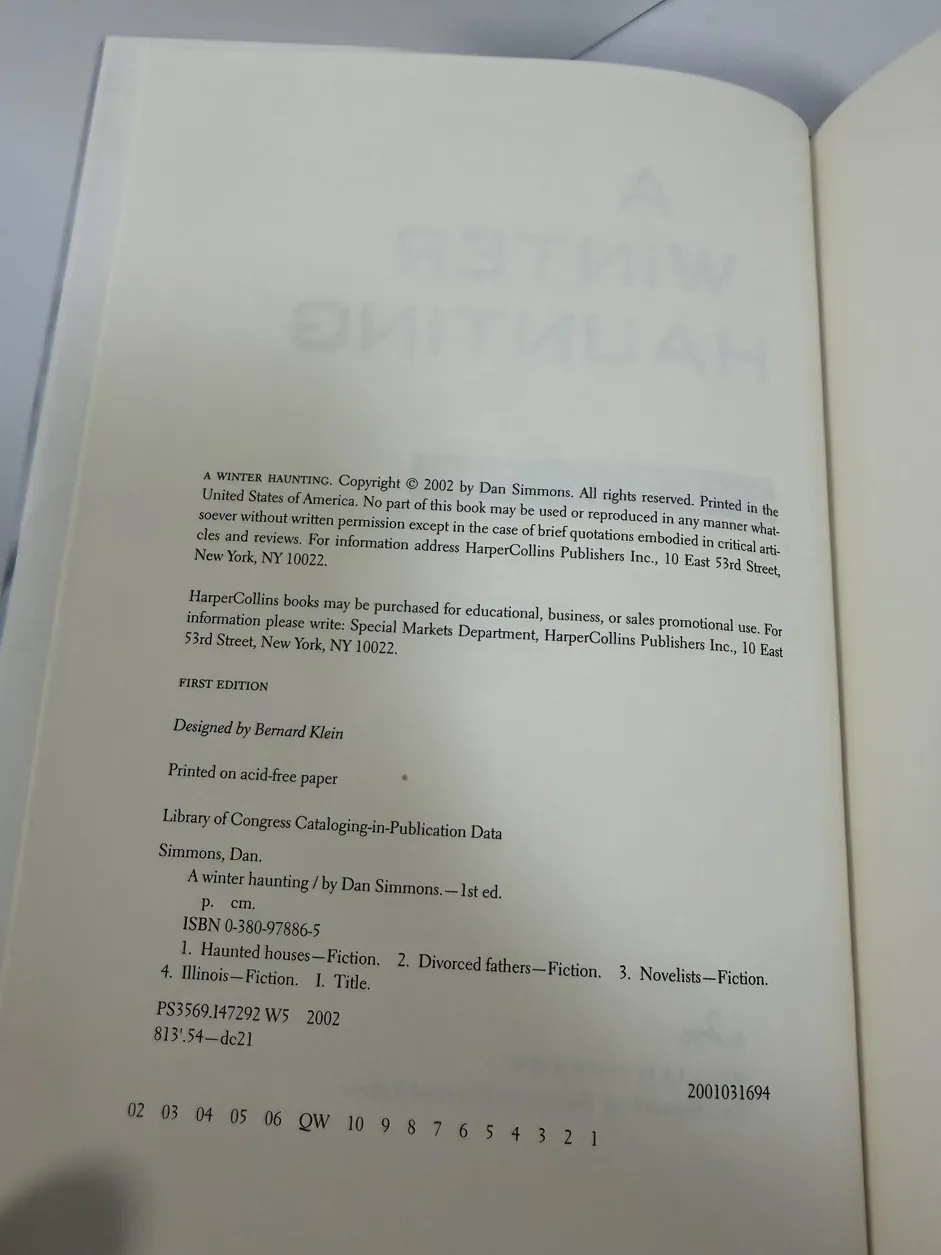 A
WINTER
HAUNTING
A WINTER HAUNTING. Copyright © 2002 by Dan Simmons. All rights reserved. Printed in the
United States of America. No part of this book may be used or reproduced in any manner what-
soever without written permission except in the case of brief quotations embodied in critical arti-
cles and reviews. For information address HarperCollins Publishers Inc., 10 East 53rd Street,
New York, NY 10022.
HarperCollins books may be purchased for educational, business, or sales promotional use. For
information please write: Special Markets Department, HarperCollins Publishers Inc., 10 East
53rd Street, New York, NY 10022.
FIRST EDITION
Designed by Bernard Klein
Printed on acid-free paper
Library of Congress Cataloging-in-Publication Data
Simmons, Dan.
A winter haunting / by Dan Simmons.—1st ed.
p. cm.
ISBN 0-380-97886-5
1. Haunted houses—Fiction. 2. Divorced fathers—Fiction. 3. Novelists—Fiction.
4. Illinois—Fiction. I. Title.
PS3569.I47292 W5 2002
813'.54—dc21
2001031694
02 03 04 05 06 QW 10 9 8 7 6 5 4 3 2 1